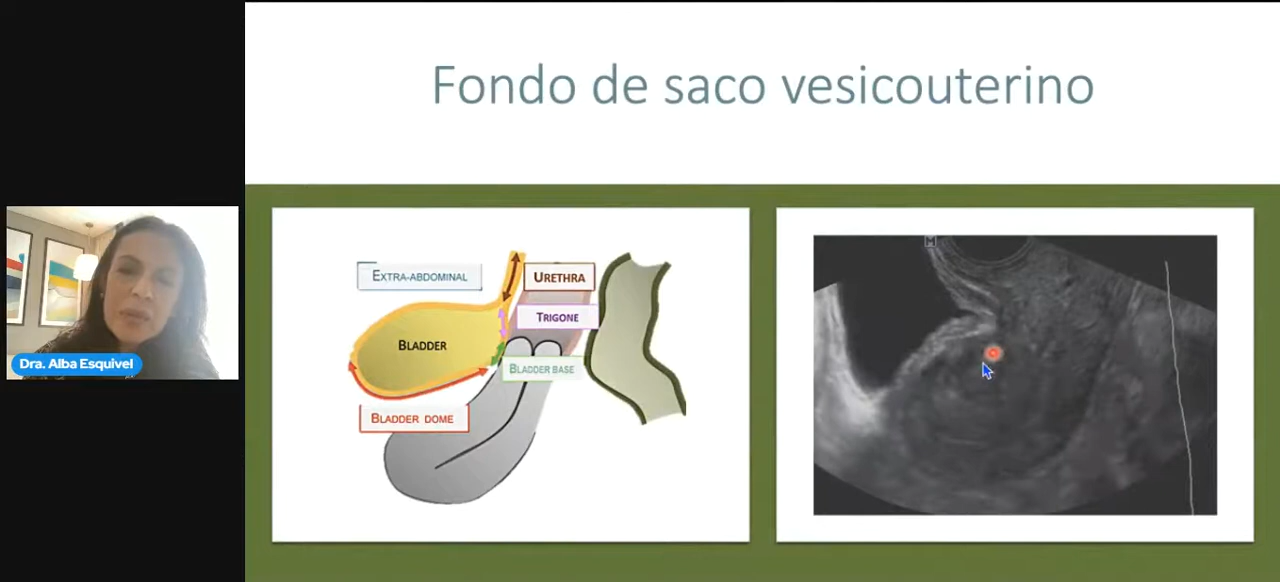 Fondo de saco vesicouterino
EXTRA-ABDOMINAL
URETHRA
TRIGONE
BLADDER
BLADDER BASE
BLADDER DOME
Dra. Alba Esquivel
M